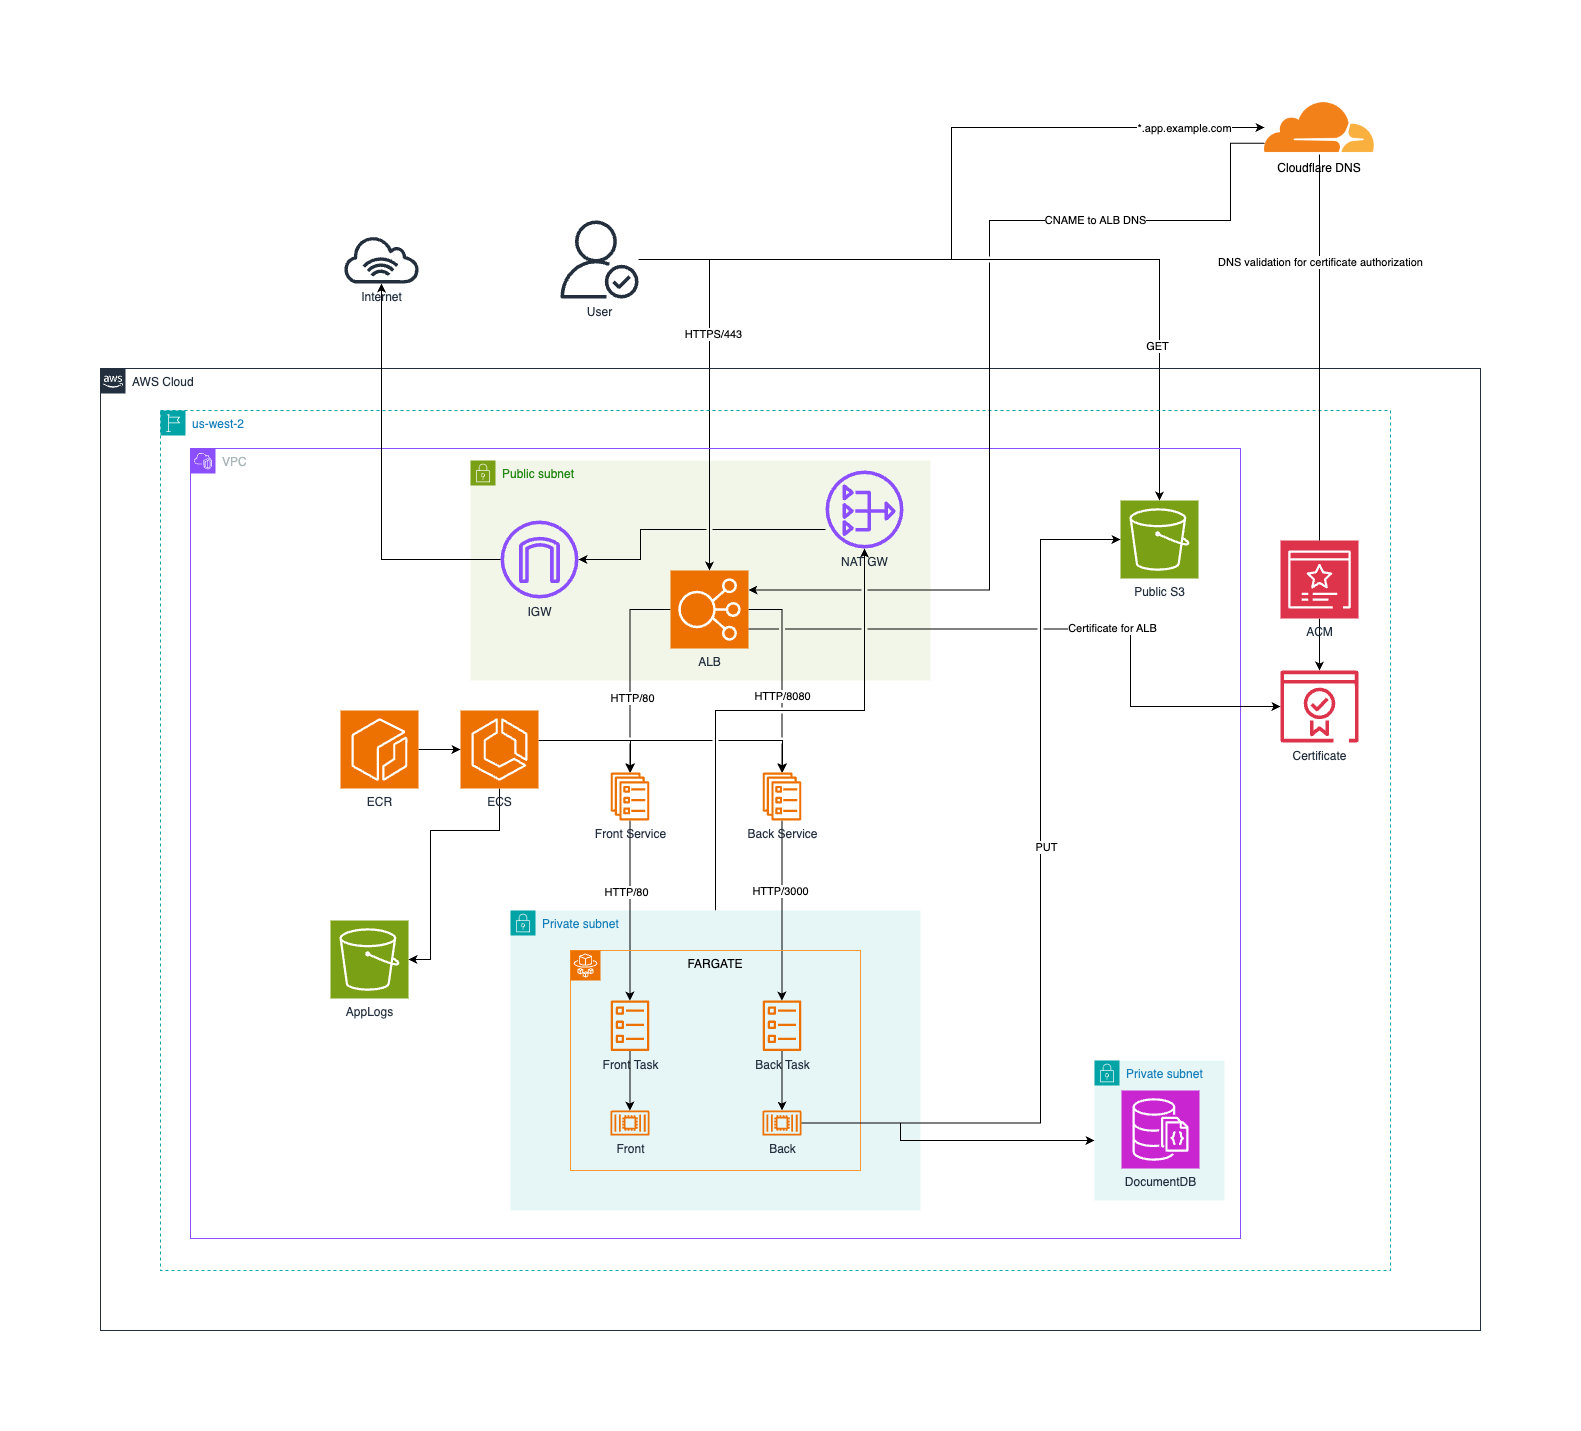 *.app.example.com
Cloudflare DNS
CNAME to ALB DNS
DNS validation for certificate authorization
Internet
User
HTTPS/443
GET
aws
AWS Cloud
us-west-2
VPC
Public subnet
NAT GW
IGW
Public S3
ALB
Certificate for ALB
ACM
HTTP/80
HTTP/8080
Certificate
ECR
ECS
Front Service
Back Service
PUT
HTTP/80
HTTP/3000
Private subnet
FARGATE
AppLogs
Front Task
Back Task
Private subnet
Front
Back
DocumentDB